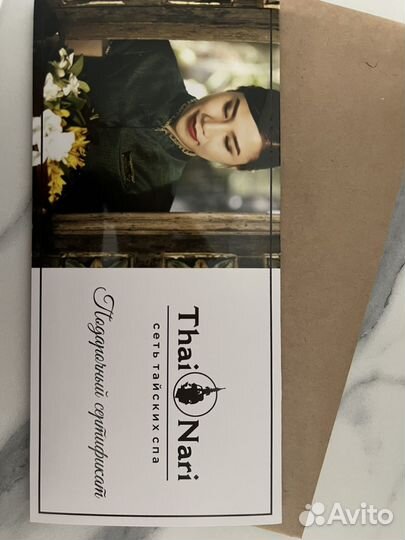 Thai Nari
сеть тайских спа
Подарочный сертификат
Avito